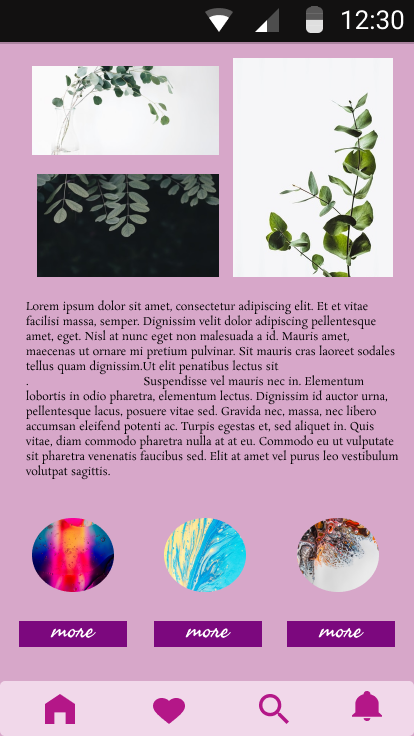 12:30
Lorem ipsum dolor sit amet, consectetur adipiscing elit. Et et vitae
facilisi massa, semper. Dignissim velit dolor adipiscing pellentesque
amet, eget. Nisl at nunc eget non malesuada a id. Mauris amet,
maecenas ut ornare mi pretium pulvinar. Sit mauris cras laoreet sodales
tellus quam dignissim.Ut elit penatibus lectus sit
. Suspendisse vel mauris nec in. Elementum
lobortis in odio pharetra, elementum lectus. Dignissim id auctor urna,
pellentesque lacus, posuere vitae sed. Gravida nec, massa, nec libero
accumsan eleifend potenti ac. Turpis egestas et, sed aliquet in. Quis
vitae, diam commodo pharetra nulla at at eu. Commodo eu ut vulputate
sit pharetra venenatis faucibus sed. Elit at amet vel purus leo vestibulum
volutpat sagittis.
more more more